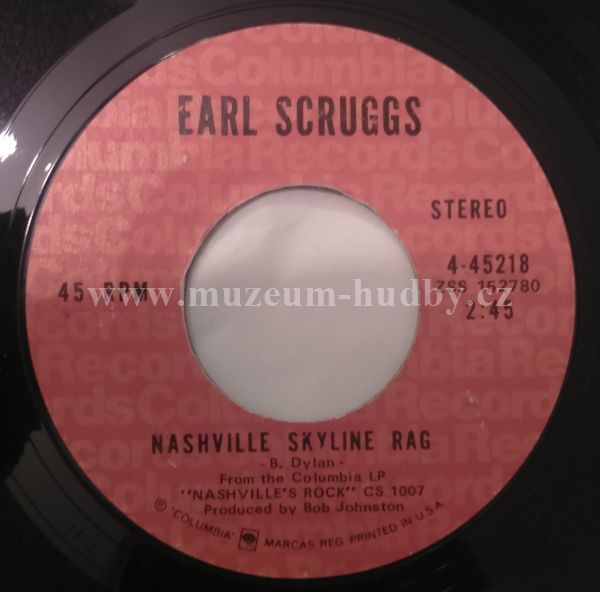 EARL SCRUGGS
STEREO
4-45218
45 RPM
ZSS 152780
2:45
www.muzeum-hudby.cz
NASHVILLE SKYLINE RAG
- B. Dylan -
From the Columbia LP
"NASHVILLE'S ROCK" CS 1007
Produced by Bob Johnston
© "COLUMBIA" MARCAS REG. PRINTED IN U.S.A.